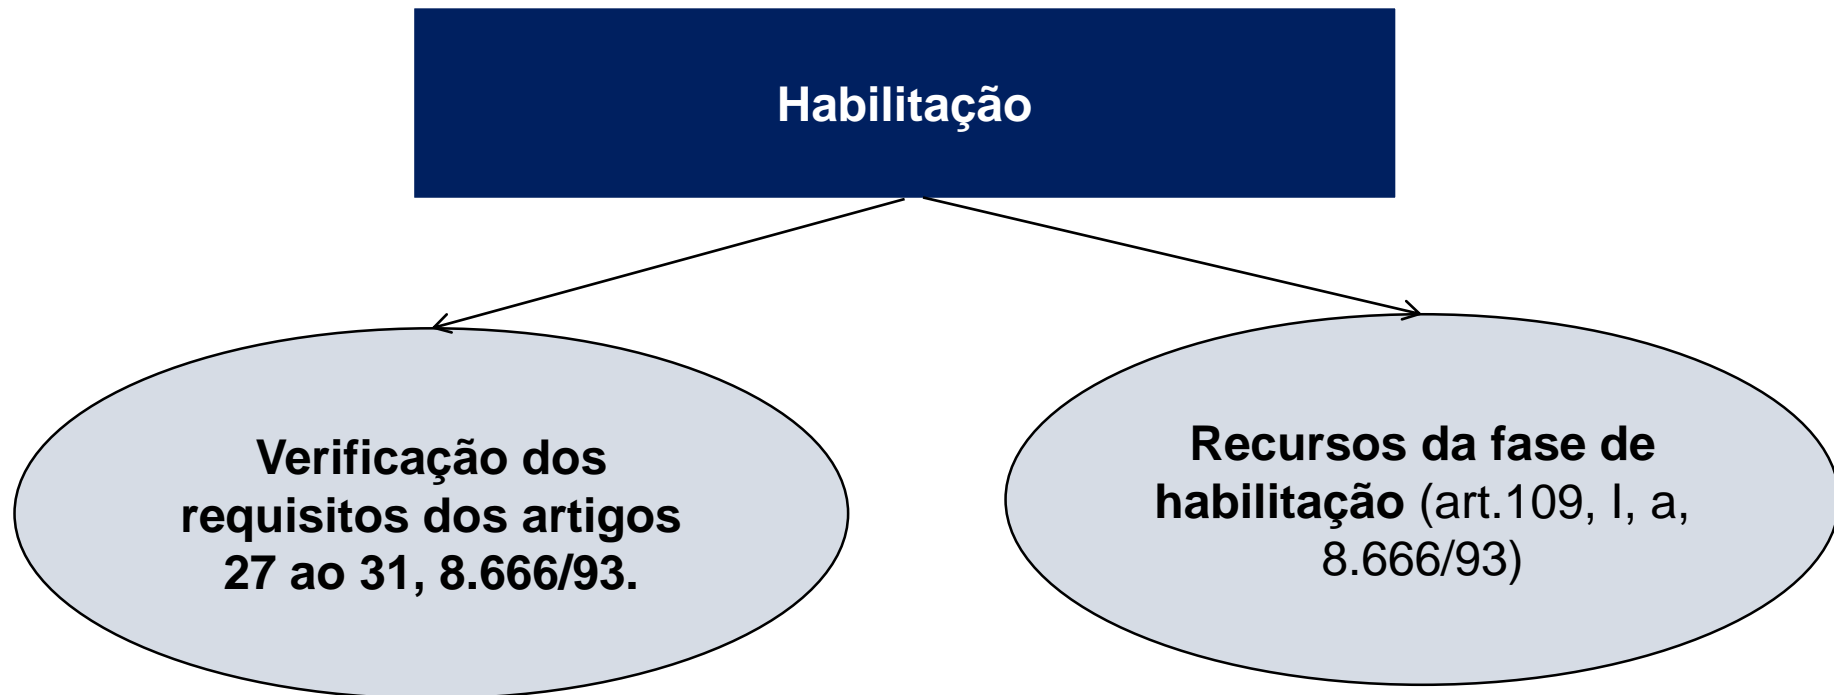 Habilitação
Verificação dos
requisitos dos artigos
27 ao 31, 8.666/93.
Recursos da fase de
habilitação (art.109, I, a,
8.666/93)